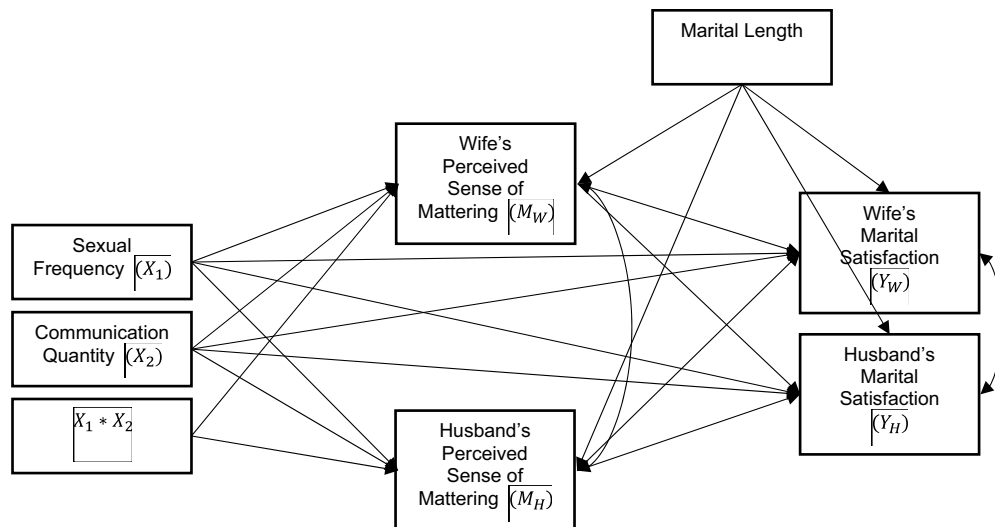 Marital Length
Wife's
Perceived
Sense of
Mattering (M_W)
Sexual
Frequency (X_1)
Wife's
Marital
Satisfaction
(Y_W)
Communication
Quantity (X_2)
Husband's
Marital
Satisfaction
(Y_H)
X_1 * X_2
Husband's
Perceived
Sense of
Mattering (M_H)